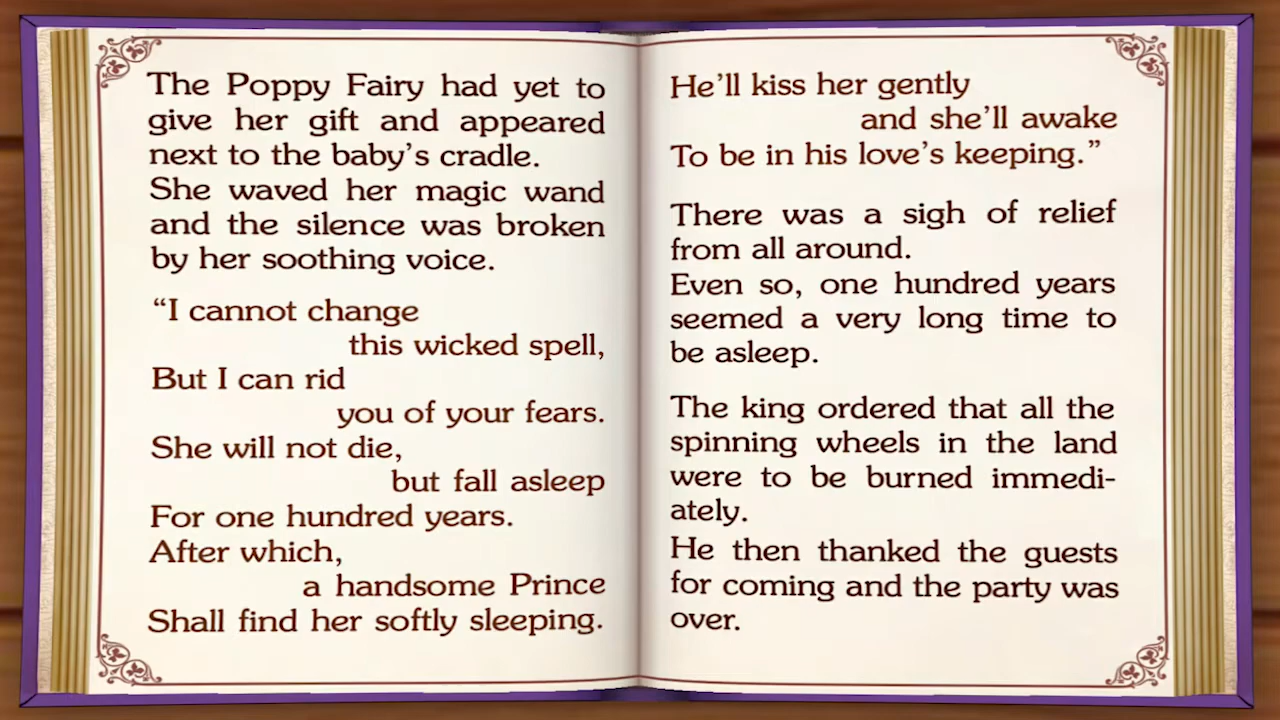 The Poppy Fairy had yet to
give her gift and appeared
next to the baby's cradle.
She waved her magic wand
and the silence was broken
by her soothing voice.
“I cannot change
this wicked spell,
But I can rid
you of your fears.
She will not die,
but fall asleep
For one hundred years.
After which,
a handsome Prince
Shall find her softly sleeping.
He’ll kiss her gently
and she’ll awake
To be in his love’s keeping.”
There was a sigh of relief
from all around.
Even so, one hundred years
seemed a very long time to
be asleep.
The king ordered that all the
spinning wheels in the land
were to be burned immedi-
ately.
He then thanked the guests
for coming and the party was
over.